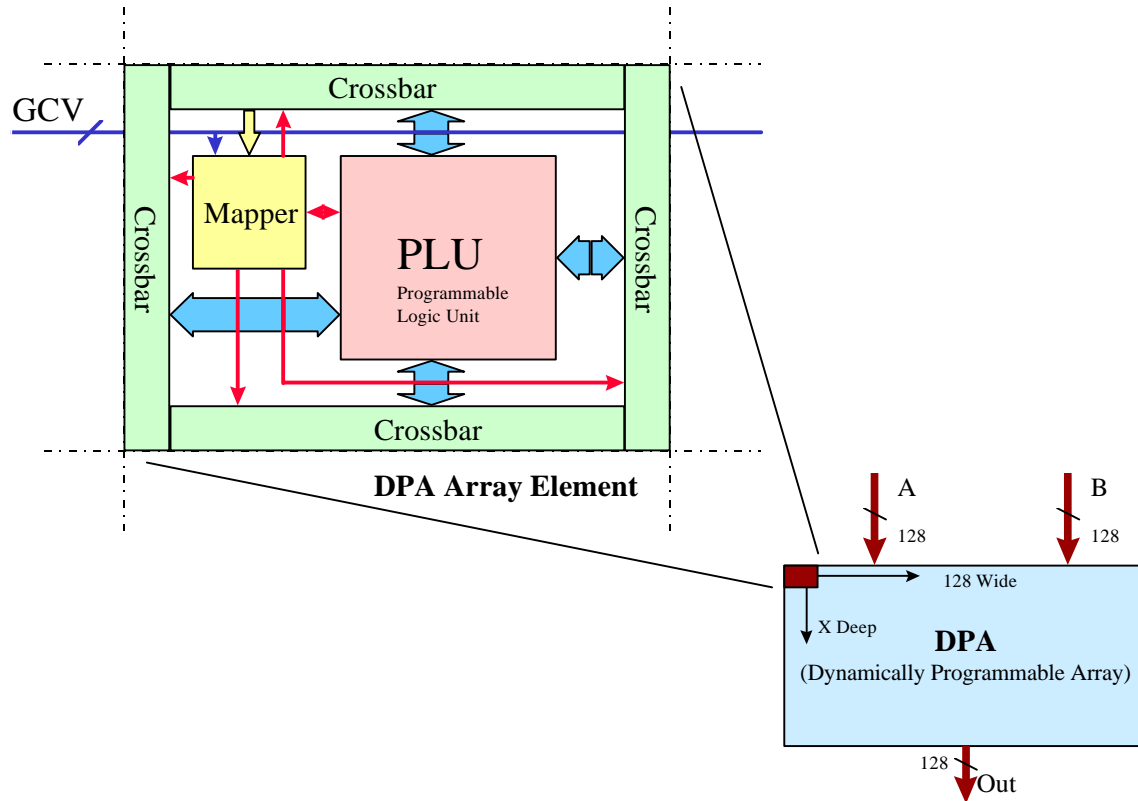 Crossbar
GCV
Crossbar
Mapper
PLU
Programmable
Logic Unit
Crossbar
Crossbar
DPA Array Element
A
B
128
128
128 Wide
X Deep
DPA
(Dynamically Programmable Array)
128
Out